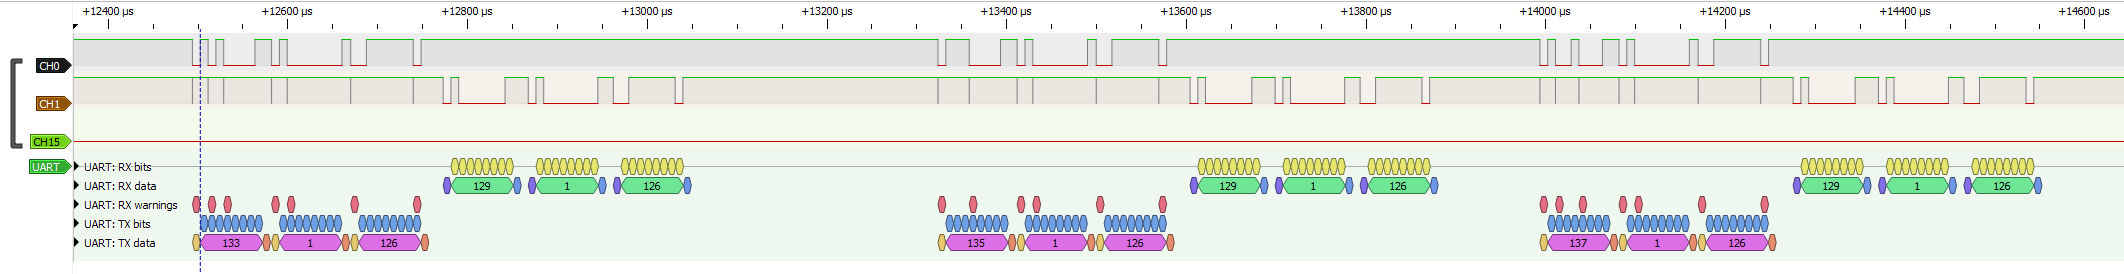 +12400 µs +12600 µs +12800 µs +13000 µs +13200 µs +13400 µs +13600 µs +13800 µs +14000 µs +14200 µs +14400 µs +14600 µs
CH0
CH1
CH15
UART UART: RX bits
UART: RX data 129 1 126 129 1 126 129 1 126
UART: RX warnings
UART: TX bits
UART: TX data 133 1 126 135 1 126 137 1 126